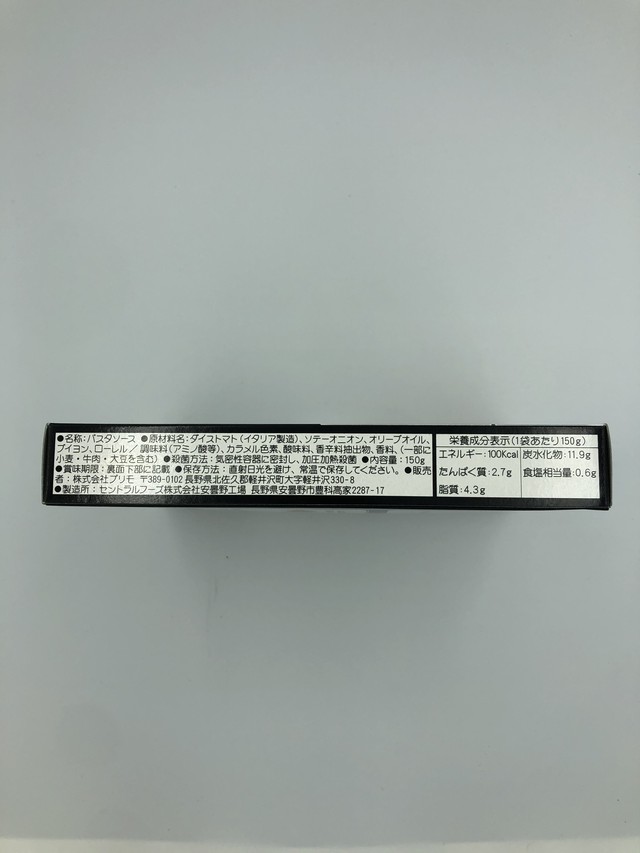 ●名称:パスタソース ●原材料名:ダイストマト(イタリア製造)、ソテーオニオン、オリーブオイル、
ブイヨン、ローレル/調味料(アミノ酸等)、カラメル色素、酸味料、香辛料抽出物、香料、(一部に
小麦・牛肉・大豆を含む) ●殺菌方法:気密性容器に密封し、加圧加熱殺菌 ●内容量:150g
●賞味期限:裏面下部に記載 ●保存方法:直射日光を避け、常温で保存してください。●販売
者:株式会社プリモ 〒389-0102 長野県北佐久郡軽井沢町大字軽井沢330-8
●製造所:セントラルフーズ株式会社安曇野工場 長野県安曇野市豊科高家2287-17
栄養成分表示(1袋あたり150g)
エネルギー:100Kcal 炭水化物:11.9g
たんぱく質:2.7g 食塩相当量:0.6g
脂質:4.3g